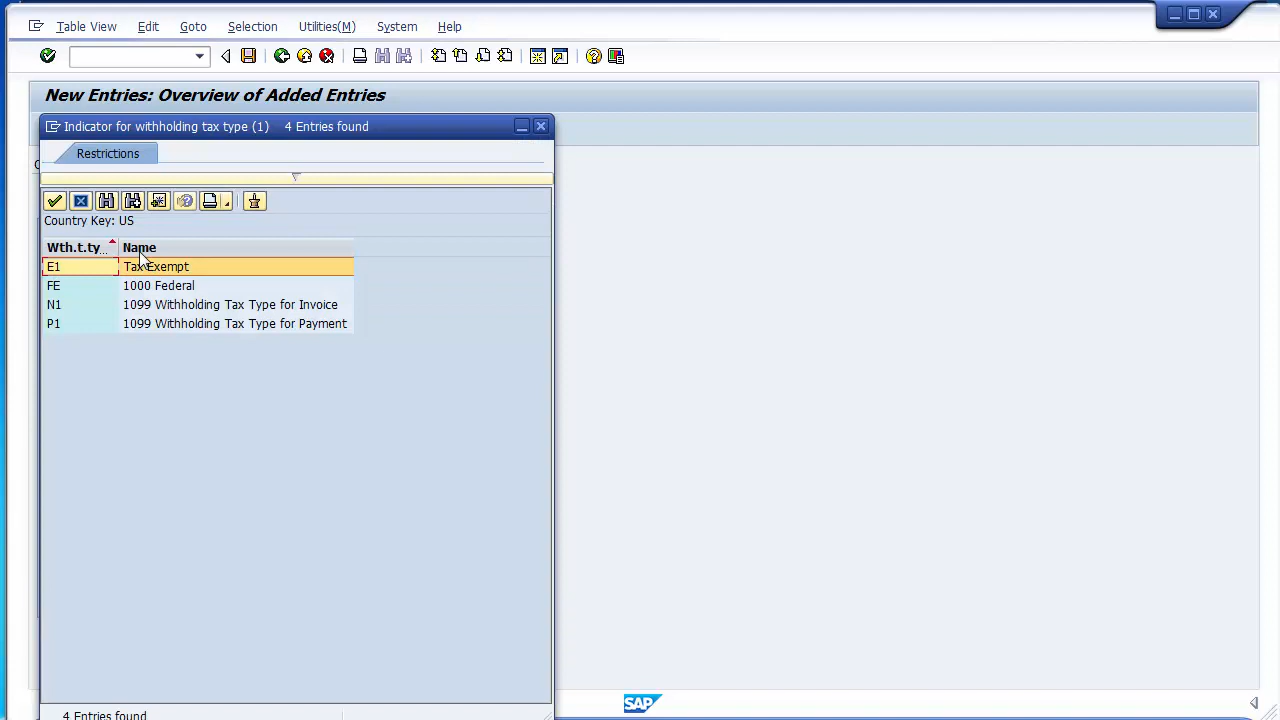 Table View Edit Goto Selection Utilities(M) System Help
New Entries: Overview of Added Entries
Indicator for withholding tax type (1) 4 Entries found
Restrictions
Country Key: US
Wth.t.ty... Name
E1 Tax Exempt
FE 1000 Federal
N1 1099 Withholding Tax Type for Invoice
P1 1099 Withholding Tax Type for Payment
4 Entries found
SAP